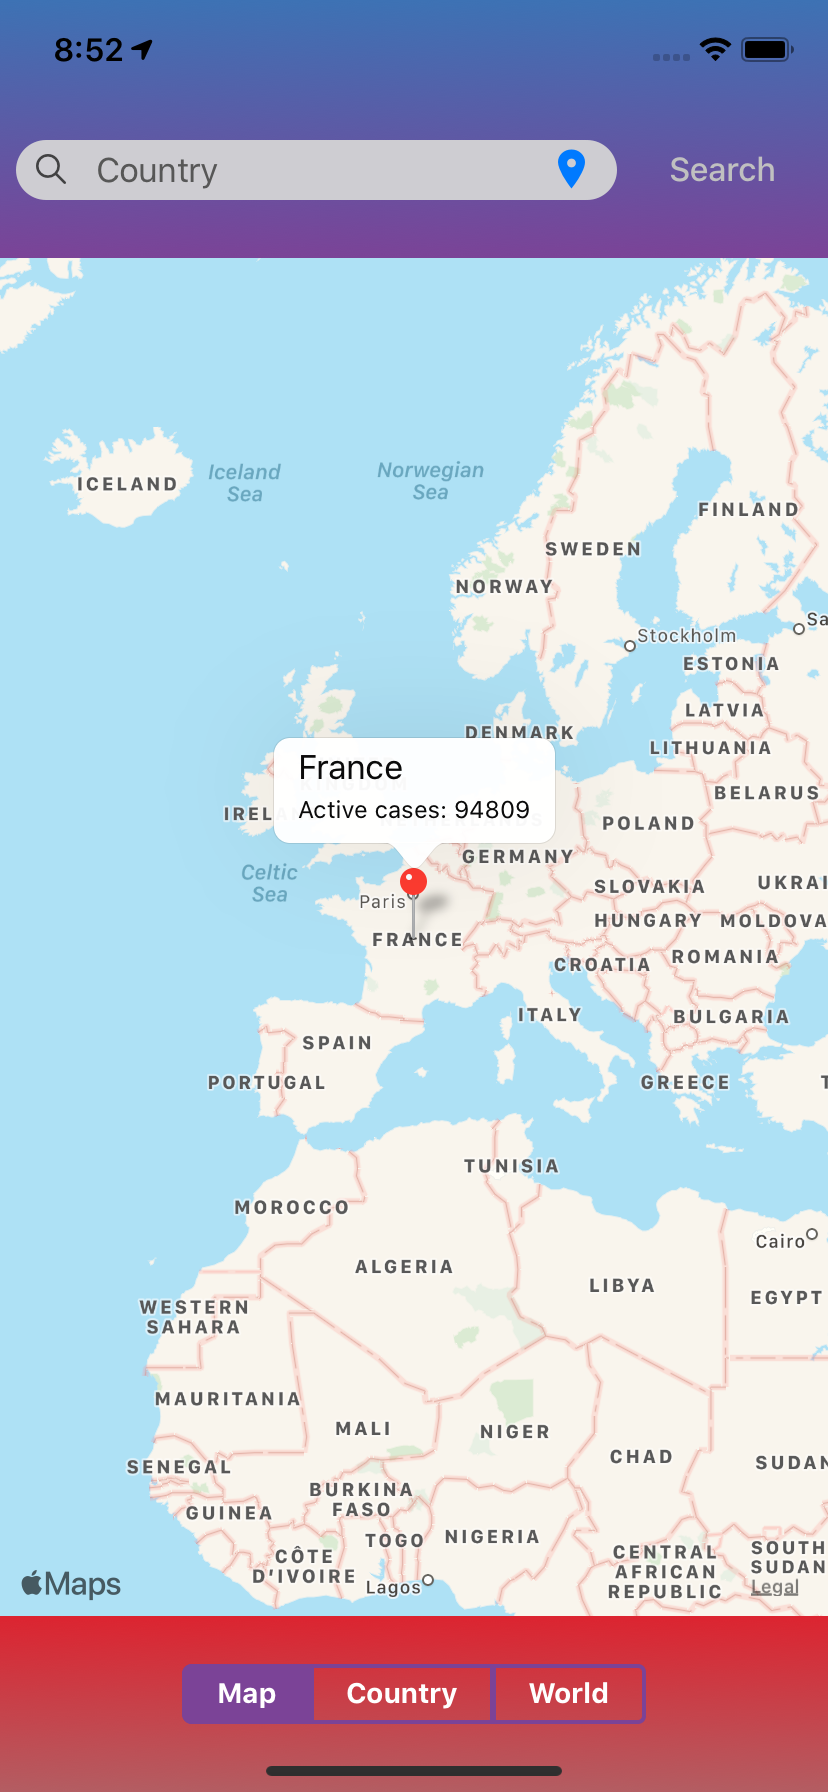 8:52
Country
Search
ICELAND
Iceland
Sea
Norwegian
Sea
FINLAND
SWEDEN
NORWAY
Sa
Stockholm
ESTONIA
LATVIA
DENMARK
LITHUANIA
France
KINGDOM
BELARUS
Active cases: 94809
IRELA
POLAND
GERMANY
Celtic
Sea
SLOVAKIA
UKRAI
Paris
HUNGARY
MOLDOVA
FRANCE
ROMANIA
CROATIA
ITALY
BULGARIA
SPAIN
PORTUGAL
GREECE
T
TUNISIA
MOROCCO
Cairo
ALGERIA
LIBYA
EGYPT
WESTERN
SAHARA
MAURITANIA
MALI
NIGER
CHAD
SUDAN
SENEGAL
BURKINA
FASO
GUINEA
TOGO
NIGERIA
CÔTE
D'IVOIRE
CENTRAL
AFRICAN
REPUBLIC
SOUTH
SUDAN
Lagos
Maps
Legal
Map
Country
World